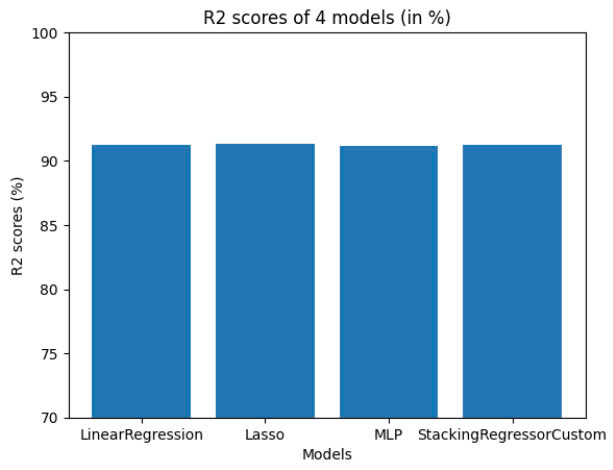 R2 scores of 4 models (in %)
100
95
90
85
80
75
70
R2 scores (%)
LinearRegression Lasso MLP StackingRegressorCustom
Models